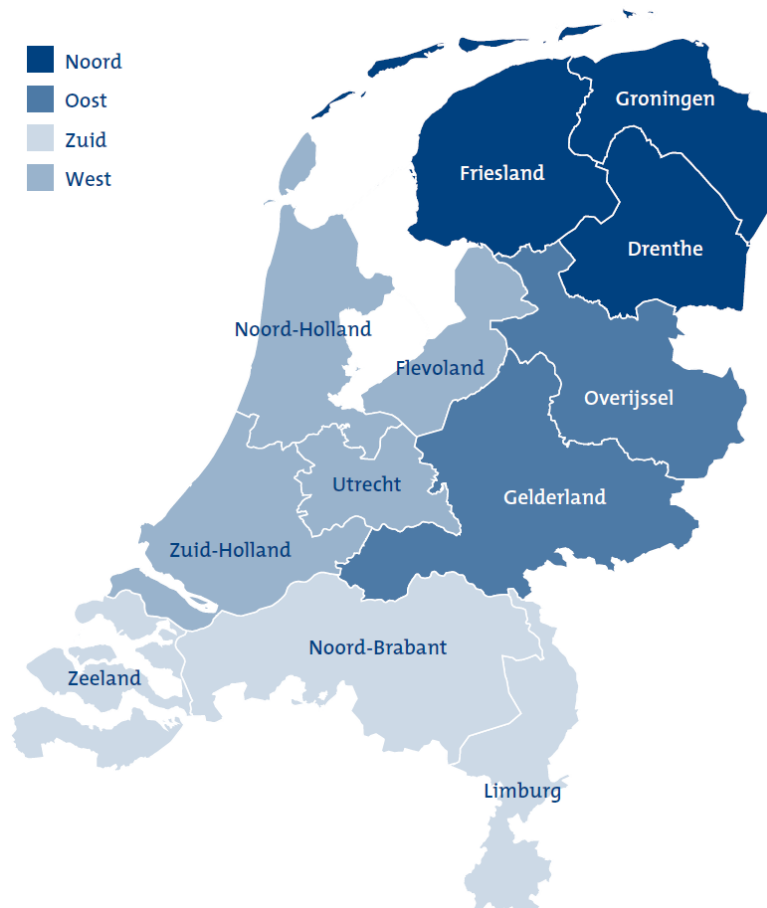 Noord
Oost
Zuid
West
Groningen
Friesland
Drenthe
Noord-Holland
Flevoland
Overijssel
Utrecht
Gelderland
Zuid-Holland
Noord-Brabant
Zeeland
Limburg